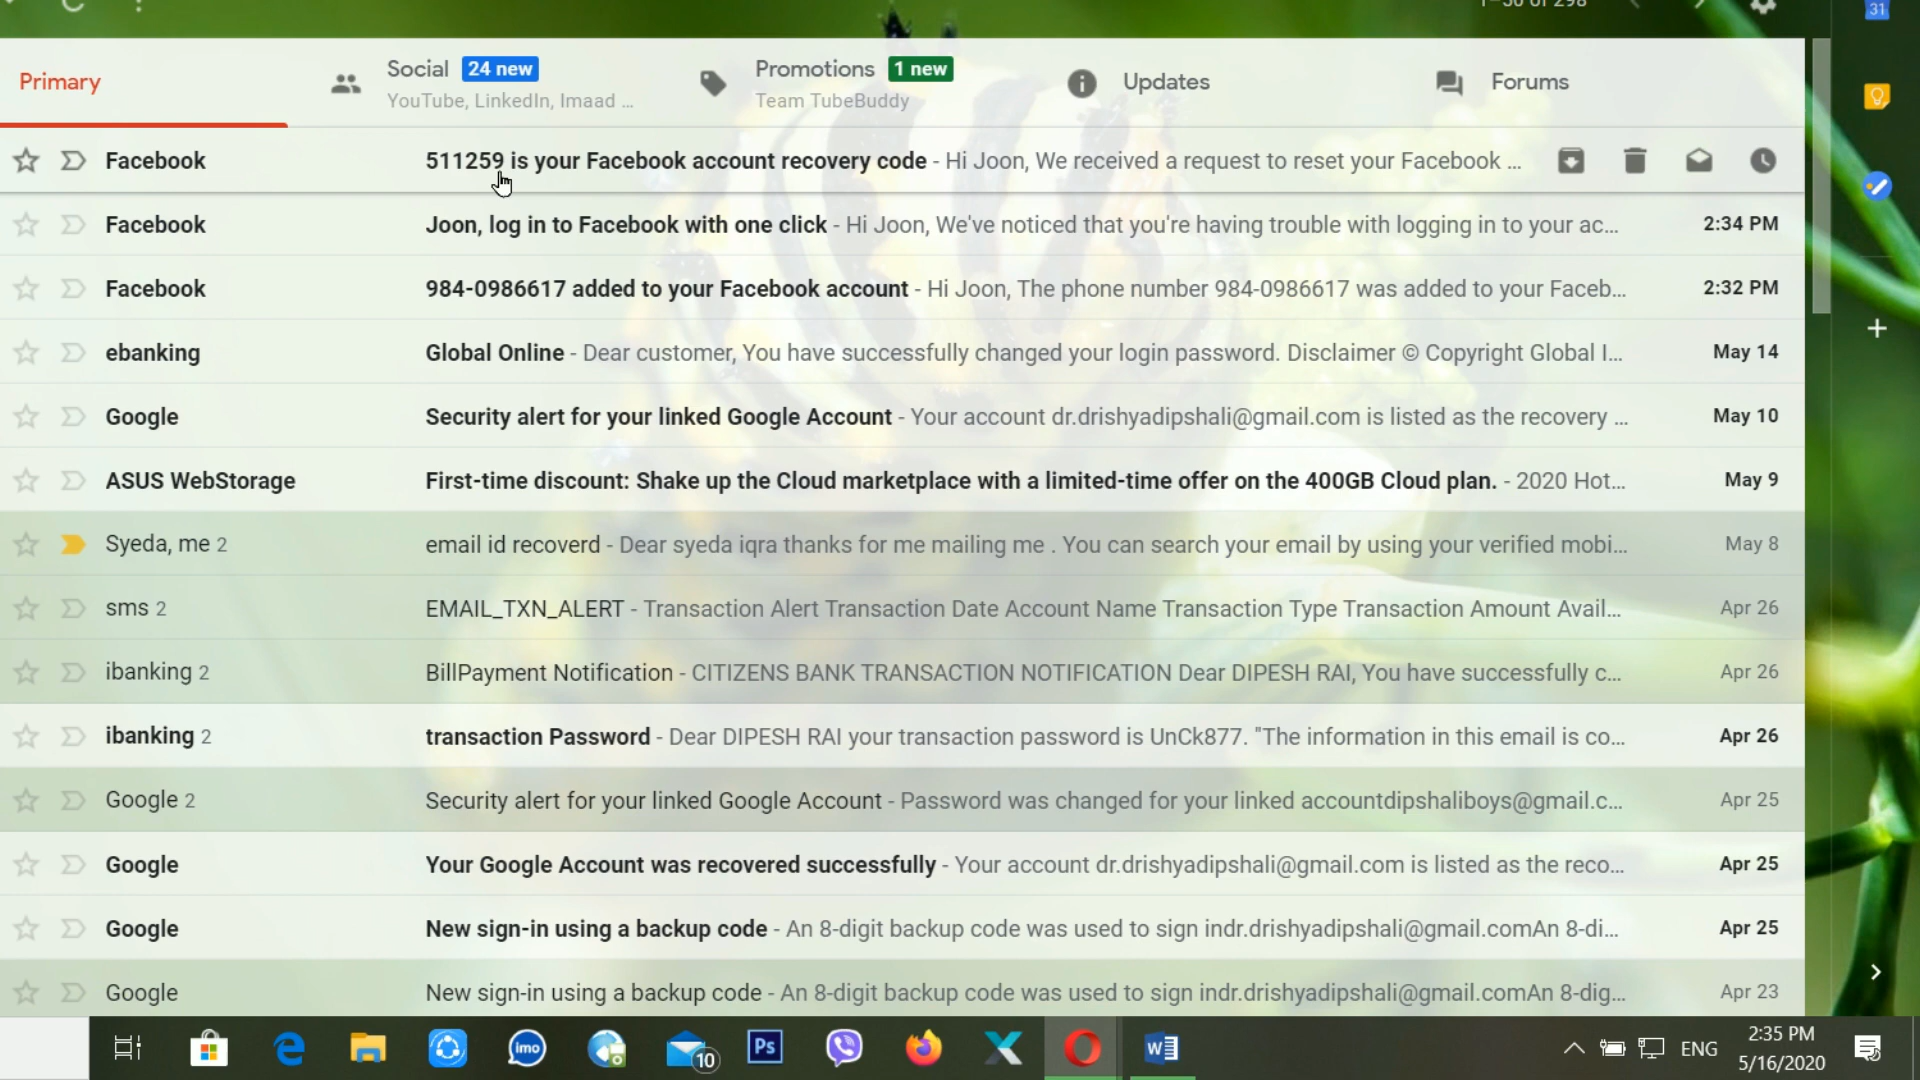 1–50 of 298
31
Primary
Social 24 new
YouTube, LinkedIn, Imaad ...
Promotions 1 new
Team TubeBuddy
Updates
Forums
Facebook 511259 is your Facebook account recovery code - Hi Joon, We received a request to reset your Facebook ...
Facebook Joon, log in to Facebook with one click - Hi Joon, We've noticed that you're having trouble with logging in to your ac... 2:34 PM
Facebook 984-0986617 added to your Facebook account - Hi Joon, The phone number 984-0986617 was added to your Faceb... 2:32 PM
ebanking Global Online - Dear customer, You have successfully changed your login password. Disclaimer © Copyright Global I... May 14
Google Security alert for your linked Google Account - Your account dr.drishyadipshali@gmail.com is listed as the recovery ... May 10
ASUS WebStorage First-time discount: Shake up the Cloud marketplace with a limited-time offer on the 400GB Cloud plan. - 2020 Hot... May 9
Syeda, me 2 email id recoverd - Dear syeda iqra thanks for me mailing me . You can search your email by using your verified mobi... May 8
sms 2 EMAIL_TXN_ALERT - Transaction Alert Transaction Date Account Name Transaction Type Transaction Amount Avail... Apr 26
ibanking 2 BillPayment Notification - CITIZENS BANK TRANSACTION NOTIFICATION Dear DIPESH RAI, You have successfully c... Apr 26
ibanking 2 transaction Password - Dear DIPESH RAI your transaction password is UnCk877. "The information in this email is co... Apr 26
Google 2 Security alert for your linked Google Account - Password was changed for your linked accountdipshaliboys@gmail.c... Apr 25
Google Your Google Account was recovered successfully - Your account dr.drishyadipshali@gmail.com is listed as the reco... Apr 25
Google New sign-in using a backup code - An 8-digit backup code was used to sign indr.drishyadipshali@gmail.comAn 8-di... Apr 25
Google New sign-in using a backup code - An 8-digit backup code was used to sign indr.drishyadipshali@gmail.comAn 8-dig... Apr 23
imo
10
Ps
W
ENG
2:35 PM
5/16/2020